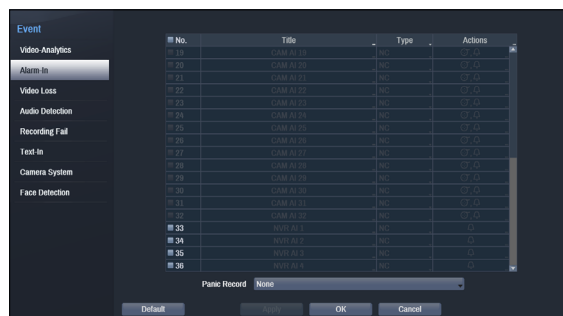 Event
Video-Analytics
Alarm-In
Video Loss
Audio Detection
Recording Fail
Text-In
Camera System
Face Detection
No. Title Type Actions
19 CAM AI 19 NC
20 CAM AI 20 NC
21 CAM AI 21 NC
22 CAM AI 22 NC
23 CAM AI 23 NC
24 CAM AI 24 NC
25 CAM AI 25 NC
26 CAM AI 26 NC
27 CAM AI 27 NC
28 CAM AI 28 NC
29 CAM AI 29 NC
30 CAM AI 30 NC
31 CAM AI 31 NC
32 CAM AI 32 NC
33 NVR AI 1 NC
34 NVR AI 2 NC
35 NVR AI 3 NC
36 NVR AI 4 NC
Panic Record None
Default Apply OK Cancel